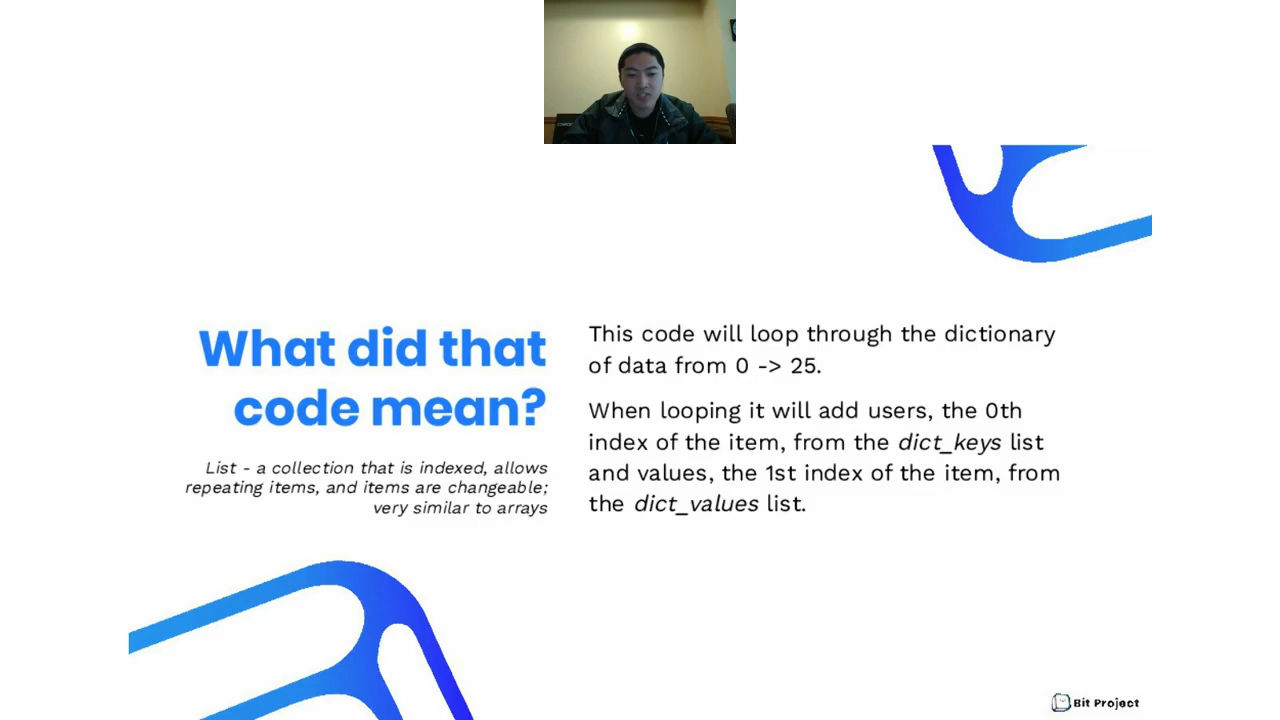 What did that
code mean?
List - a collection that is indexed, allows
repeating items, and items are changeable;
very similar to arrays
This code will loop through the dictionary
of data from 0 -> 25.
When looping it will add users, the 0th
index of the item, from the dict_keys list
and values, the 1st index of the item, from
the dict_values list.
Bit Project